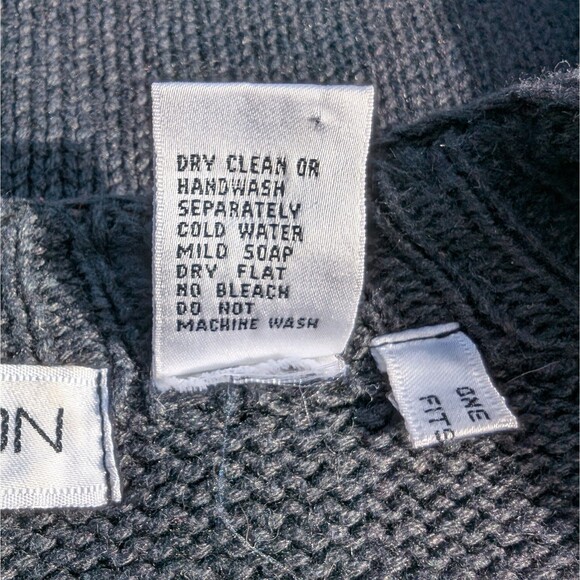 DRY CLEAN OR
HANDWASH
SEPARATELY
COLD WATER
MILD SOAP
DRY FLAT
NO BLEACH
DO NOT
MACHINE WASH
ON
ONE
FITS